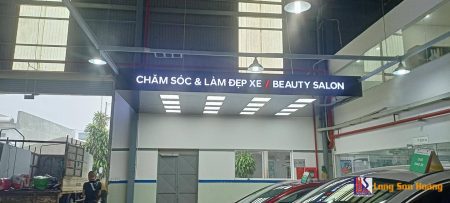 CHĂM SÓC & LÀM ĐẸP XE // BEAUTY SALON
Long Sơn Hoàng